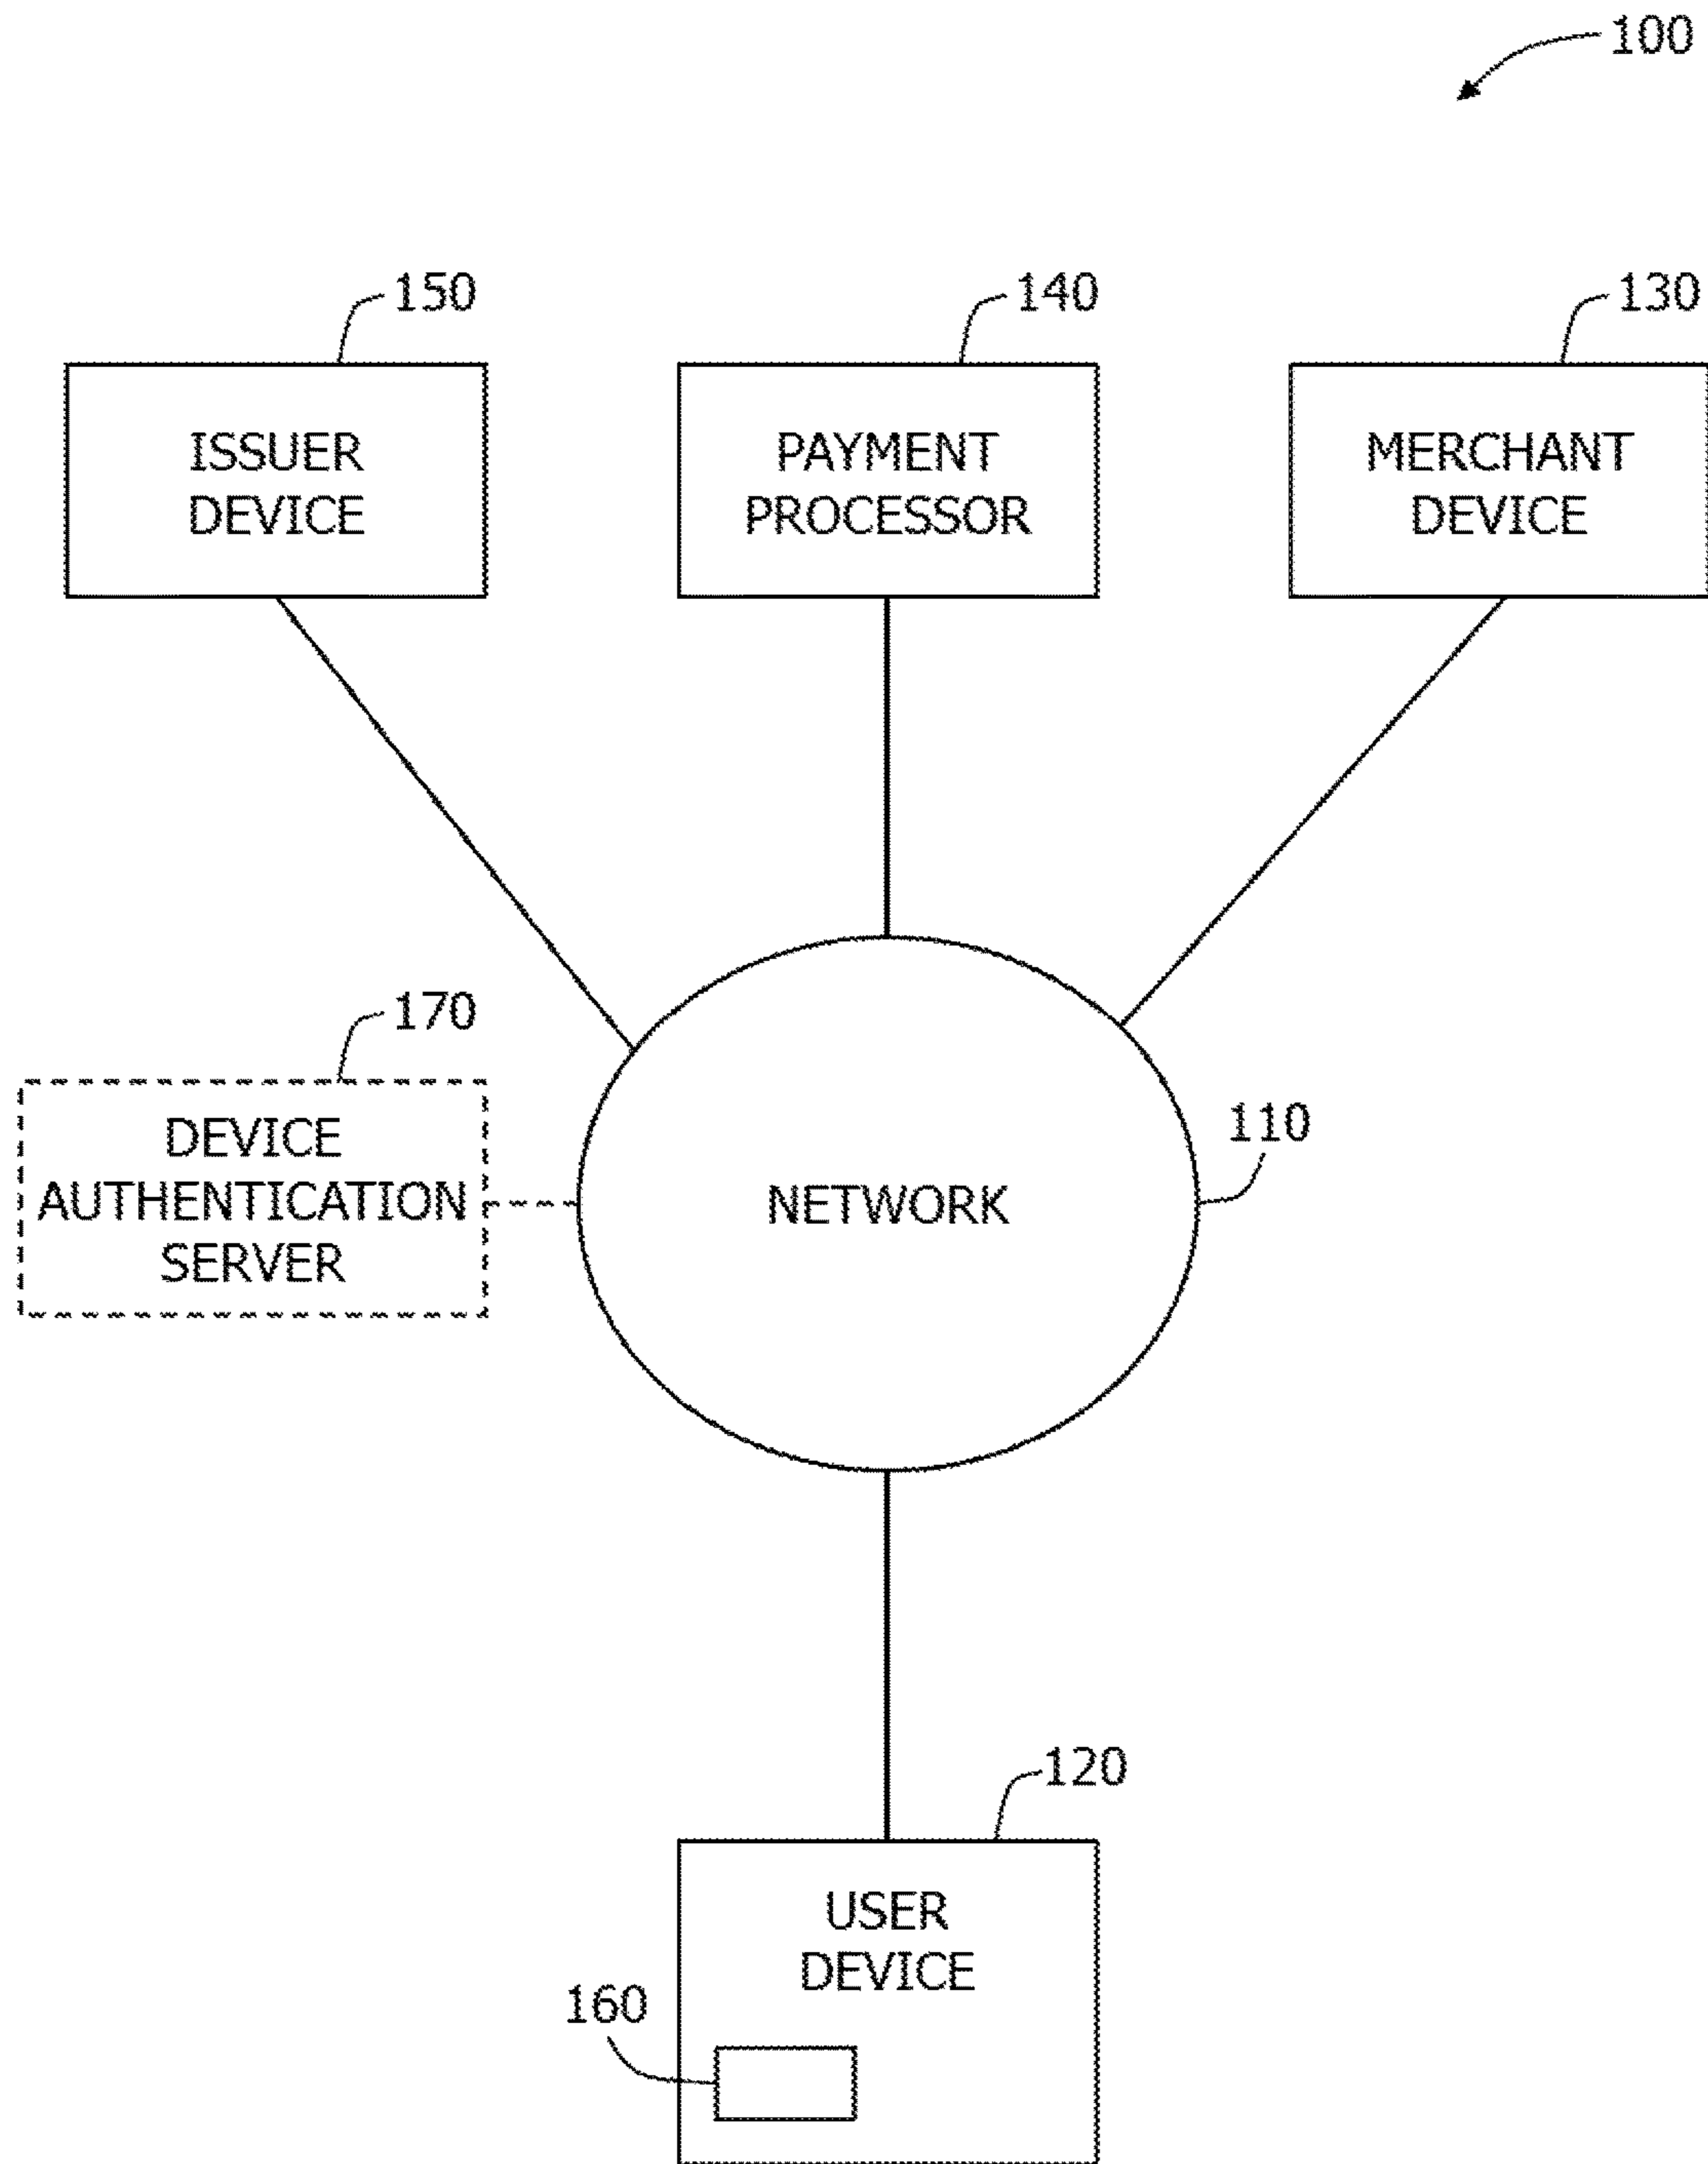 100
150
140
130
ISSUER
DEVICE
PAYMENT
PROCESSOR
MERCHANT
DEVICE
170
DEVICE
AUTHENTICATION
SERVER
NETWORK
110
120
USER
DEVICE
160